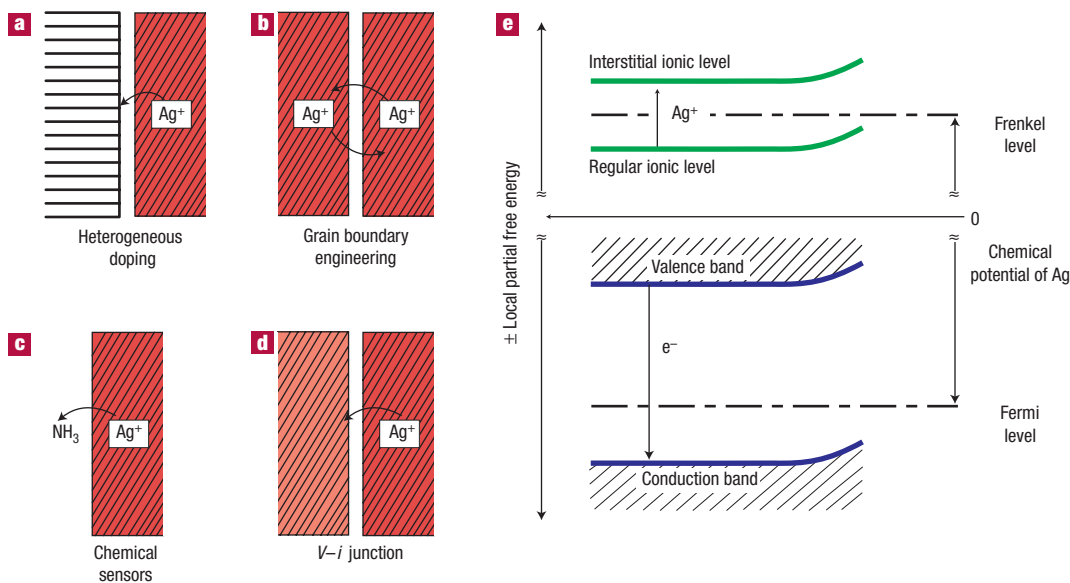 a
Ag⁺
Heterogeneous
doping
b
Ag⁺
Ag⁺
Grain boundary
engineering
c
NH₃
Ag⁺
Chemical
sensors
d
Ag⁺
V–i junction
e
± Local partial free energy
Interstitial ionic level
Ag⁺
Regular ionic level
Frenkel
level
≈
≈
0
≈
≈
Chemical
potential of Ag
Valence band
e⁻
Fermi
level
Conduction band